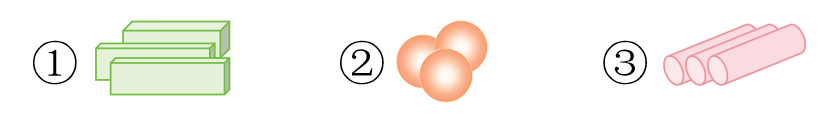 ① ② ③